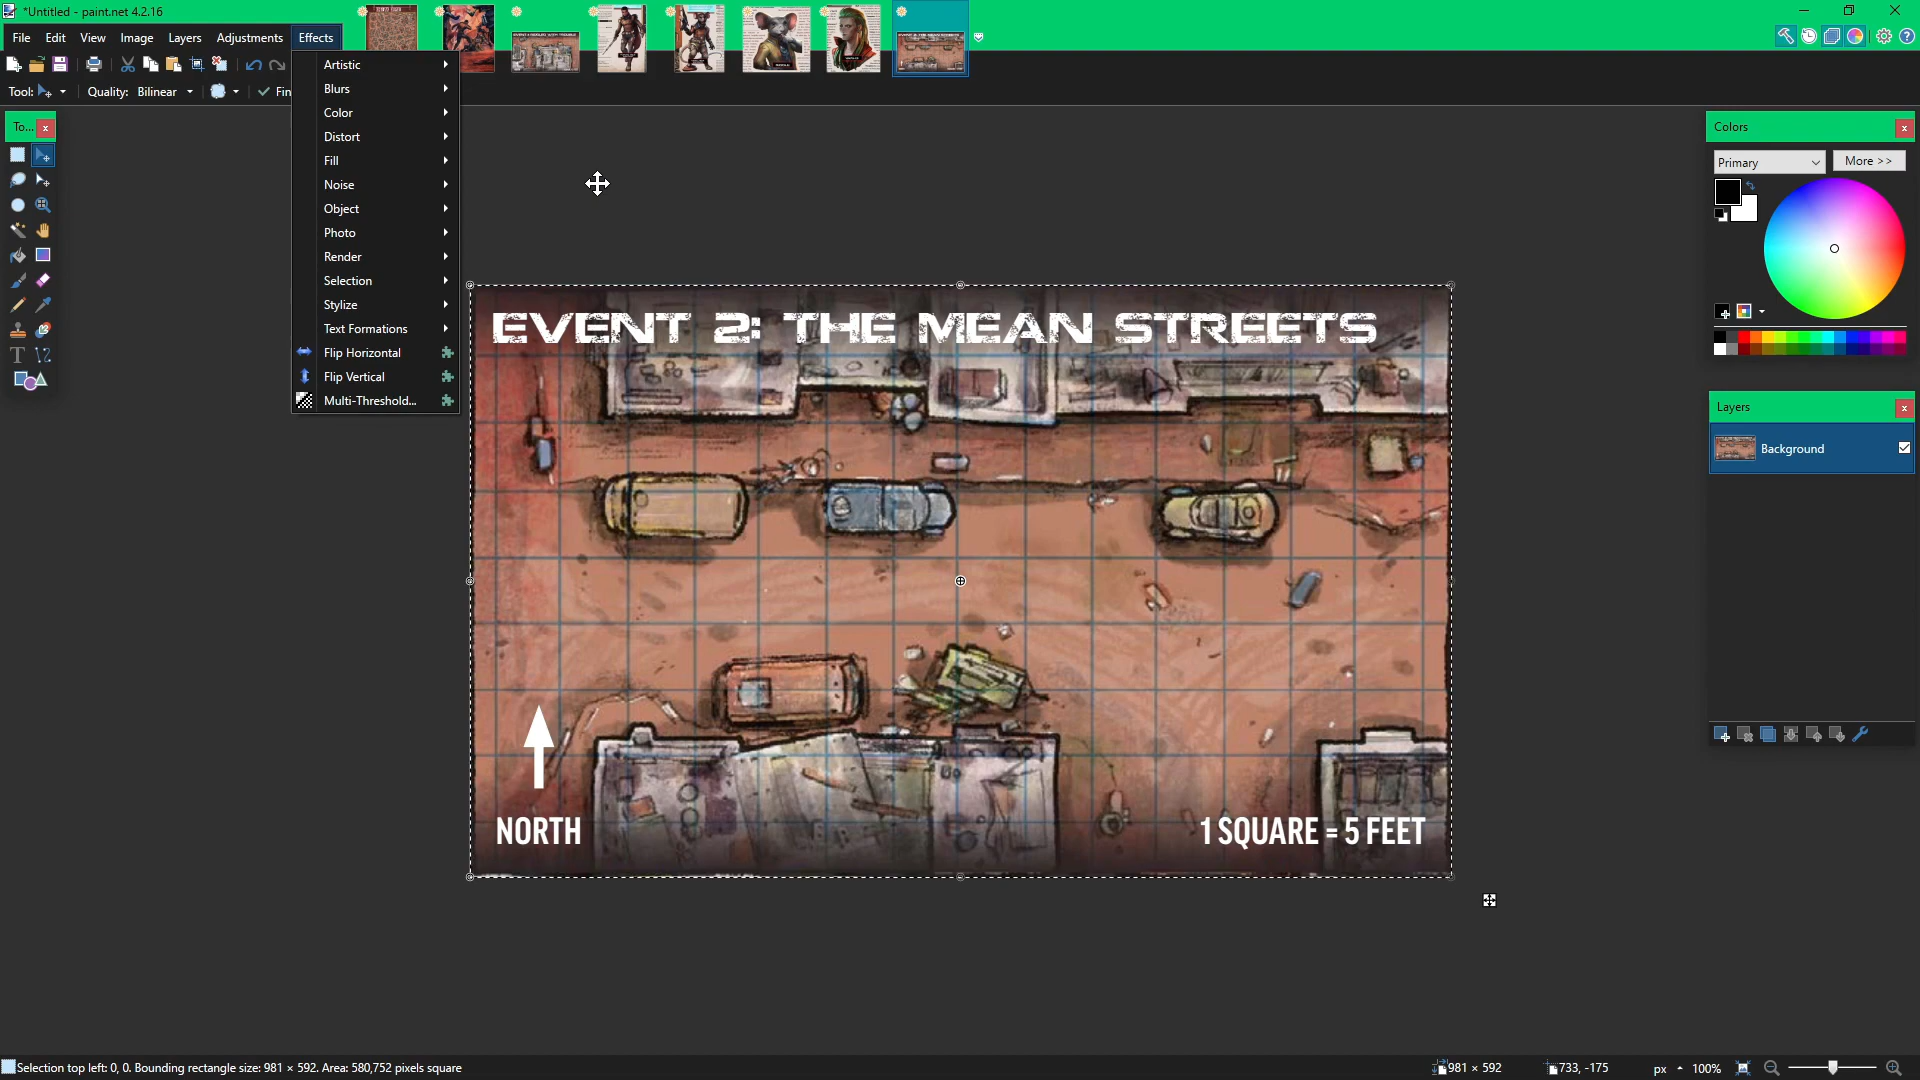 *Untitled - paint.net 4.2.16
File Edit View Image Layers Adjustments Effects
Tool: Quality: Bilinear Fin
Artistic
Blurs
Color
Distort
Fill
Noise
Object
Photo
Render
Selection
Stylize
Text Formations
Flip Horizontal
Flip Vertical
Multi-Threshold...
To...
Colors
Primary More >>
Layers
Background
EVENT 2: THE MEAN STREETS
NORTH
1 SQUARE = 5 FEET
Selection top left: 0, 0. Bounding rectangle size: 981 × 592. Area: 580,752 pixels square
981 × 592 733, -175 px 100%